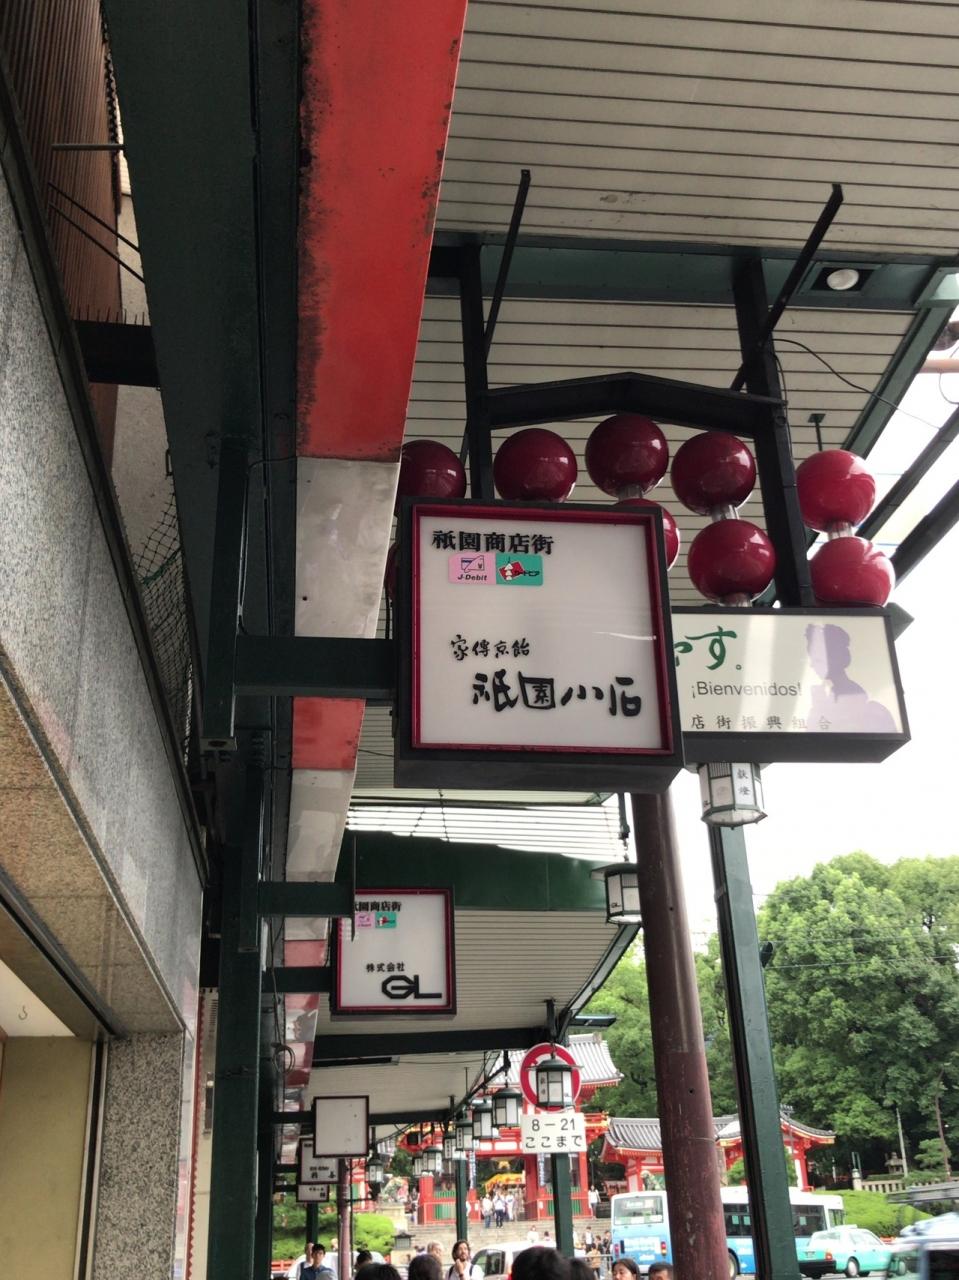 祇園商店街
J-Debit
家傳京飴
祇園小石
やす。
¡Bienvenidos!
店街振興組合
献燈
祇園商店街
株式会社
GL
8-21
ここまで